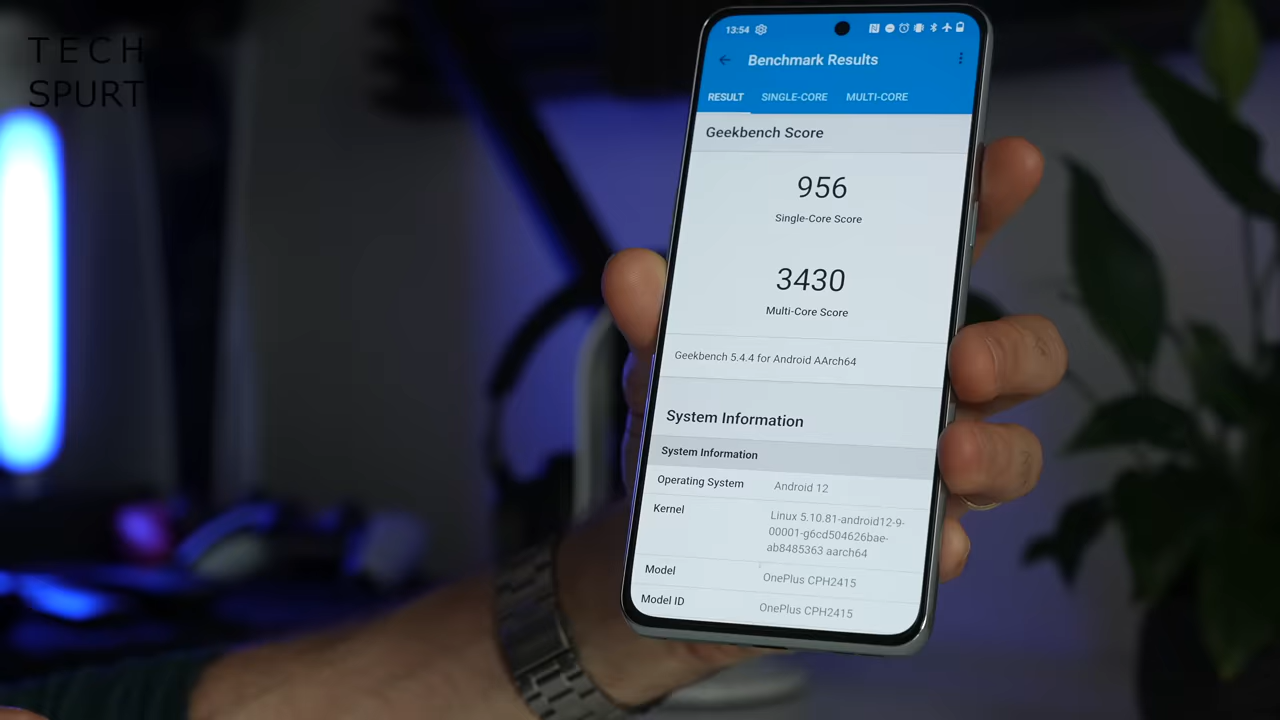 TECH
SPURT
13:54
Benchmark Results
RESULT SINGLE-CORE MULTI-CORE
Geekbench Score
956
Single-Core Score
3430
Multi-Core Score
Geekbench 5.4.4 for Android AArch64
System Information
System Information
Operating System Android 12
Kernel Linux 5.10.81-android12-9-
00001-g6cd504626bae-
ab8485363 aarch64
Model OnePlus CPH2415
Model ID OnePlus CPH2415